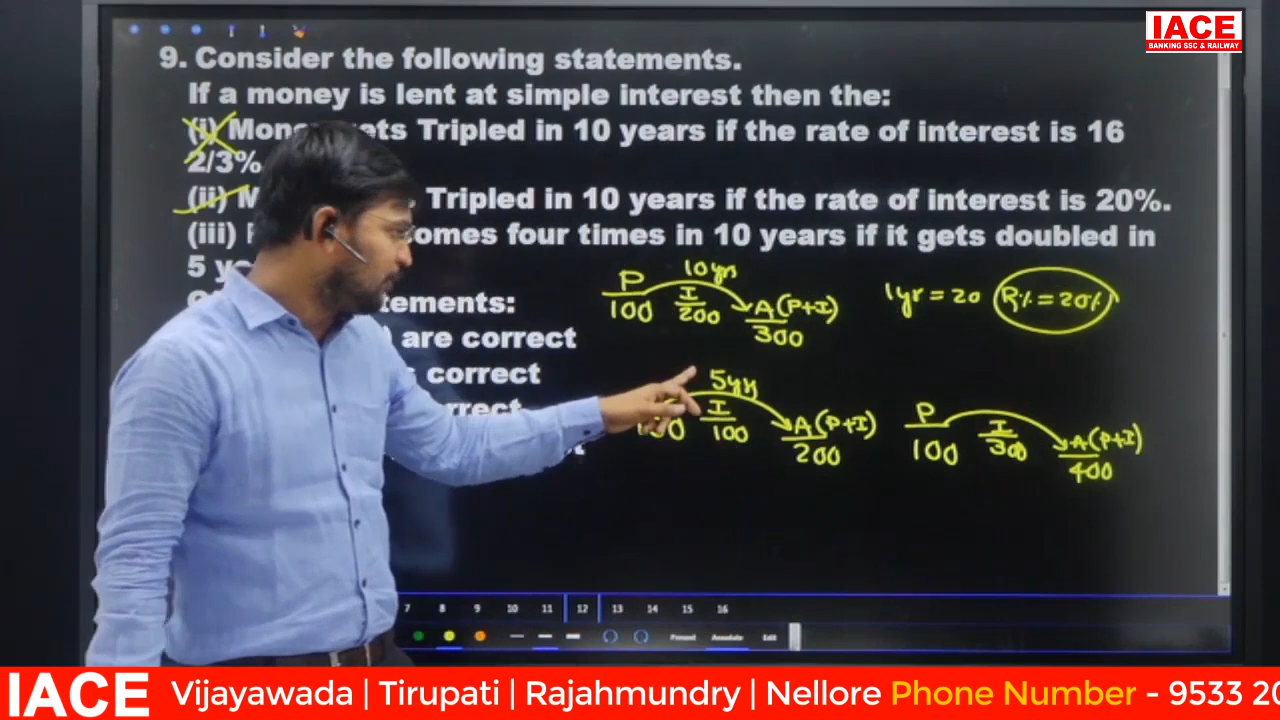 IACE
BANKING SSC & RAILWAY
9. Consider the following statements.
If a money is lent at simple interest then the:
(i) Mon ets Tripled in 10 years if the rate of interest is 16
2/3%
(ii) M Tripled in 10 years if the rate of interest is 20%.
(iii) comes four times in 10 years if it gets doubled in
5 ye
tements:
are correct
correct
P 10yrs I A(P+I)
100 200 300
1yr = 20 R% = 20%
5yrs I A(P+I)
100 200
P I A(P+I)
100 300 400
7 8 9 10 11 12 13 14 15 16
Annotate Edit
IACE Vijayawada | Tirupati | Rajahmundry | Nellore Phone Number - 9533 20